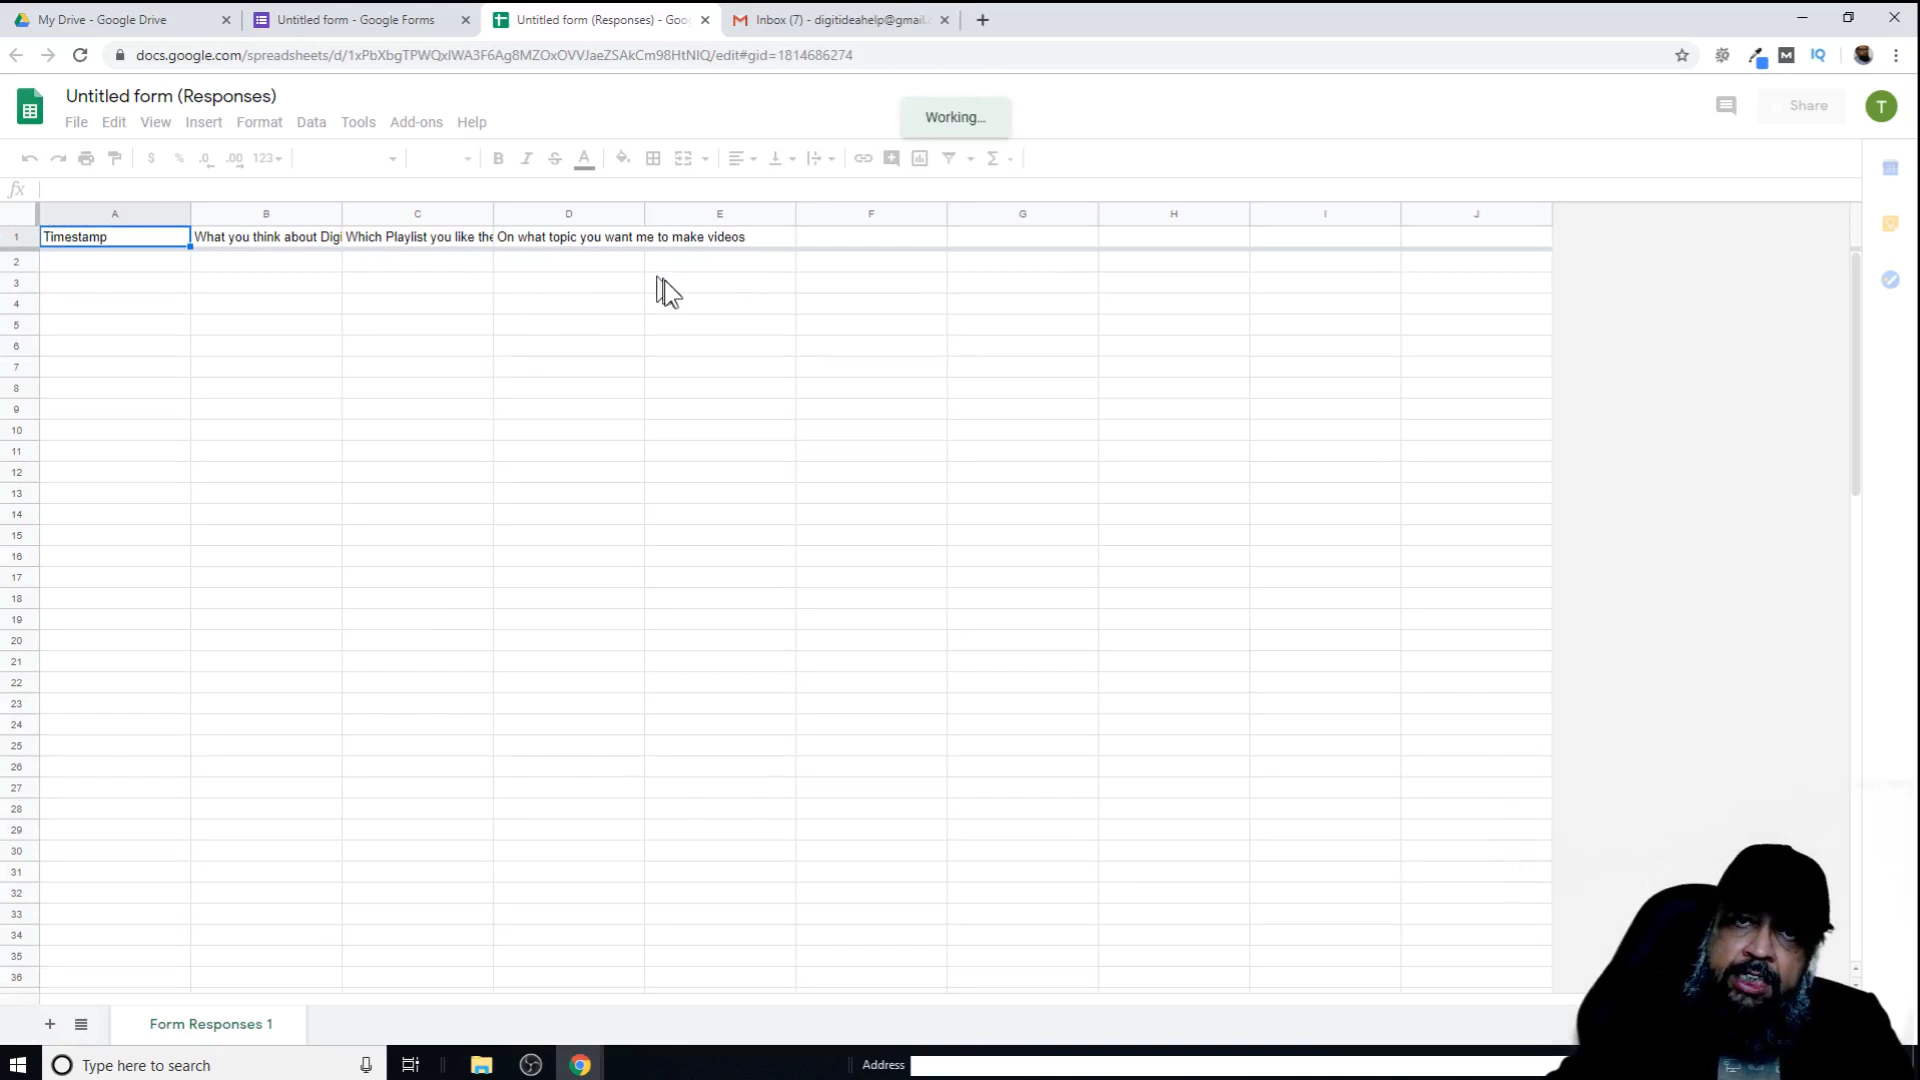 My Drive - Google Drive
Untitled form - Google Forms
Untitled form (Responses) - Goo
Inbox (7) - digitideahelp@gmail.c
docs.google.com/spreadsheets/d/1xPbXbgTPWQxlWA3F6Ag8MZOxOVVJaeZSAkCm98HtNIQ/edit#gid=1814686274
M
IQ
Untitled form (Responses)
Working...
Share
T
File Edit View Insert Format Data Tools Add-ons Help
$ % .0 .00 123 B I S A Σ
fx
A B C D E F G H I J
1 Timestamp What you think about Digi Which Playlist you like the On what topic you want me to make videos
2
3
4
5
6
7
8
9
10
11
12
13
14
15
16
17
18
19
20
21
22
23
24
25
26
27
28
29
30
31
32
33
34
35
36
Form Responses 1
Type here to search
Address